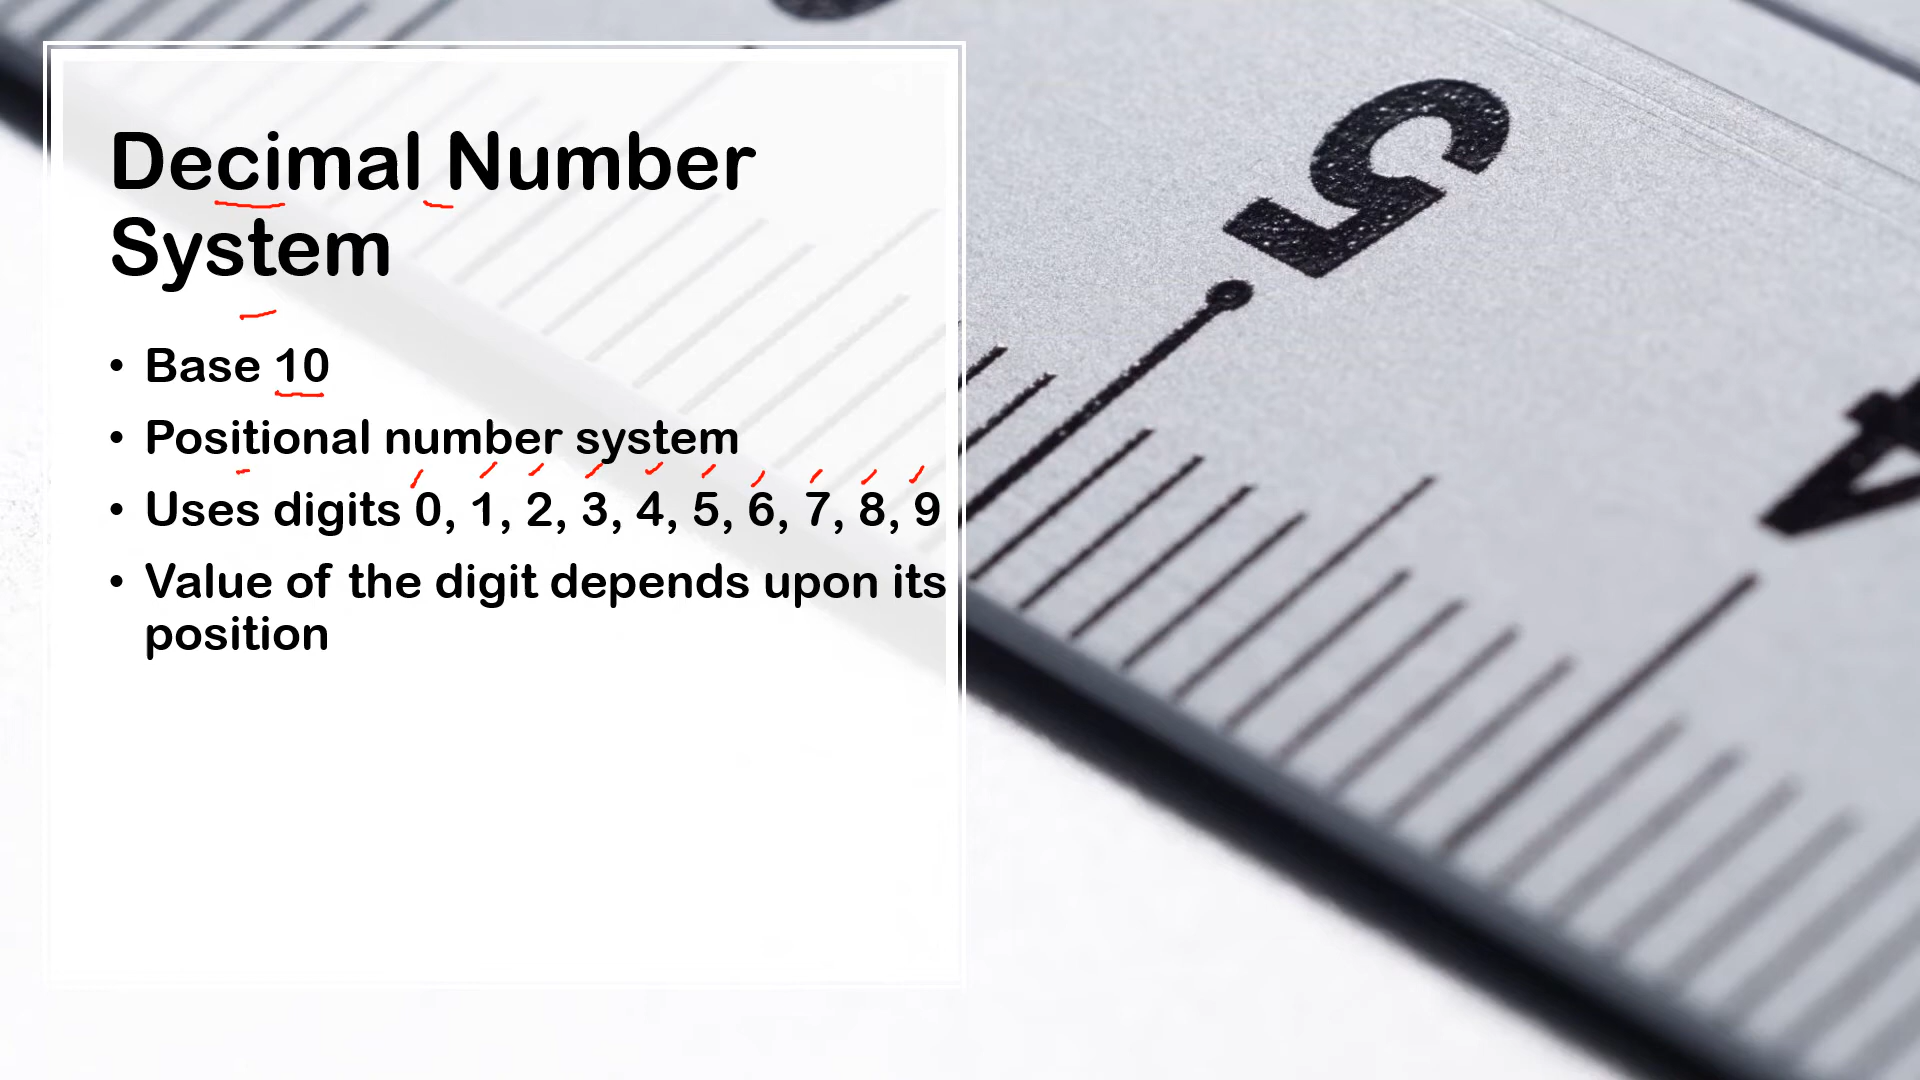 Decimal Number
System
• Base 10
• Positional number system
• Uses digits 0, 1, 2, 3, 4, 5, 6, 7, 8, 9
• Value of the digit depends upon its
position
5
4